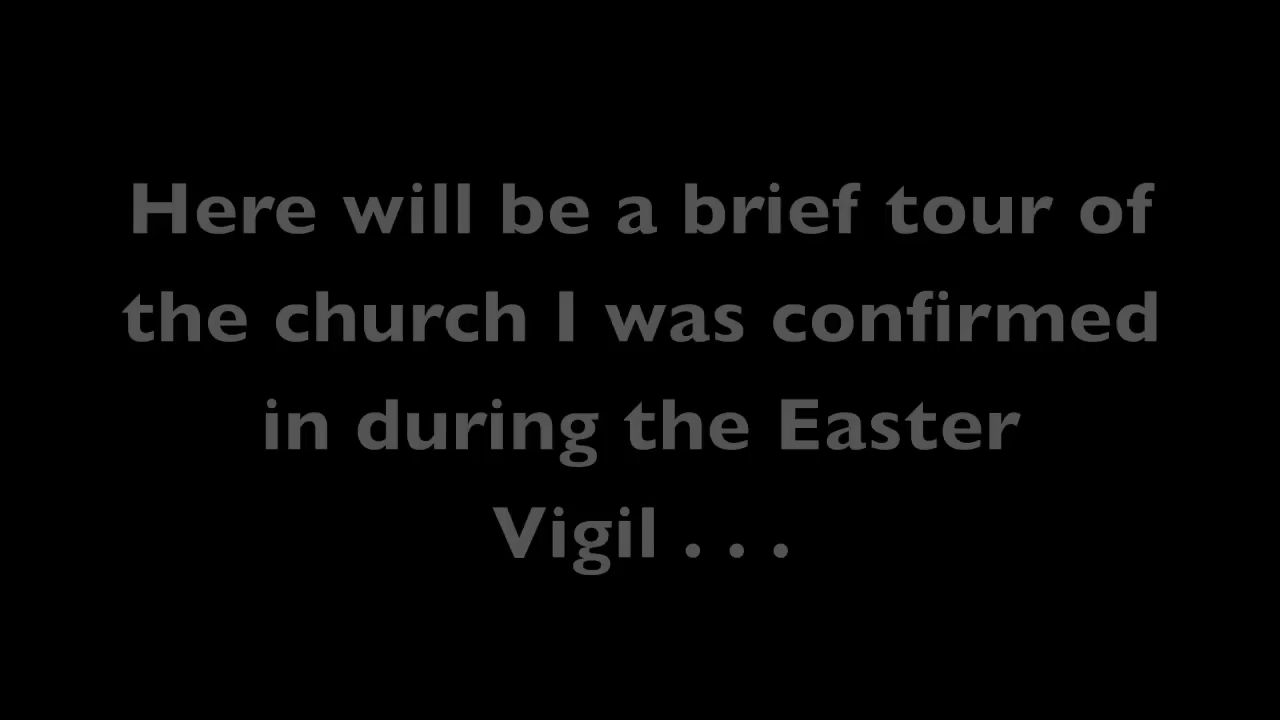 Here will be a brief tour of
the church I was confirmed
in during the Easter
Vigil . . .